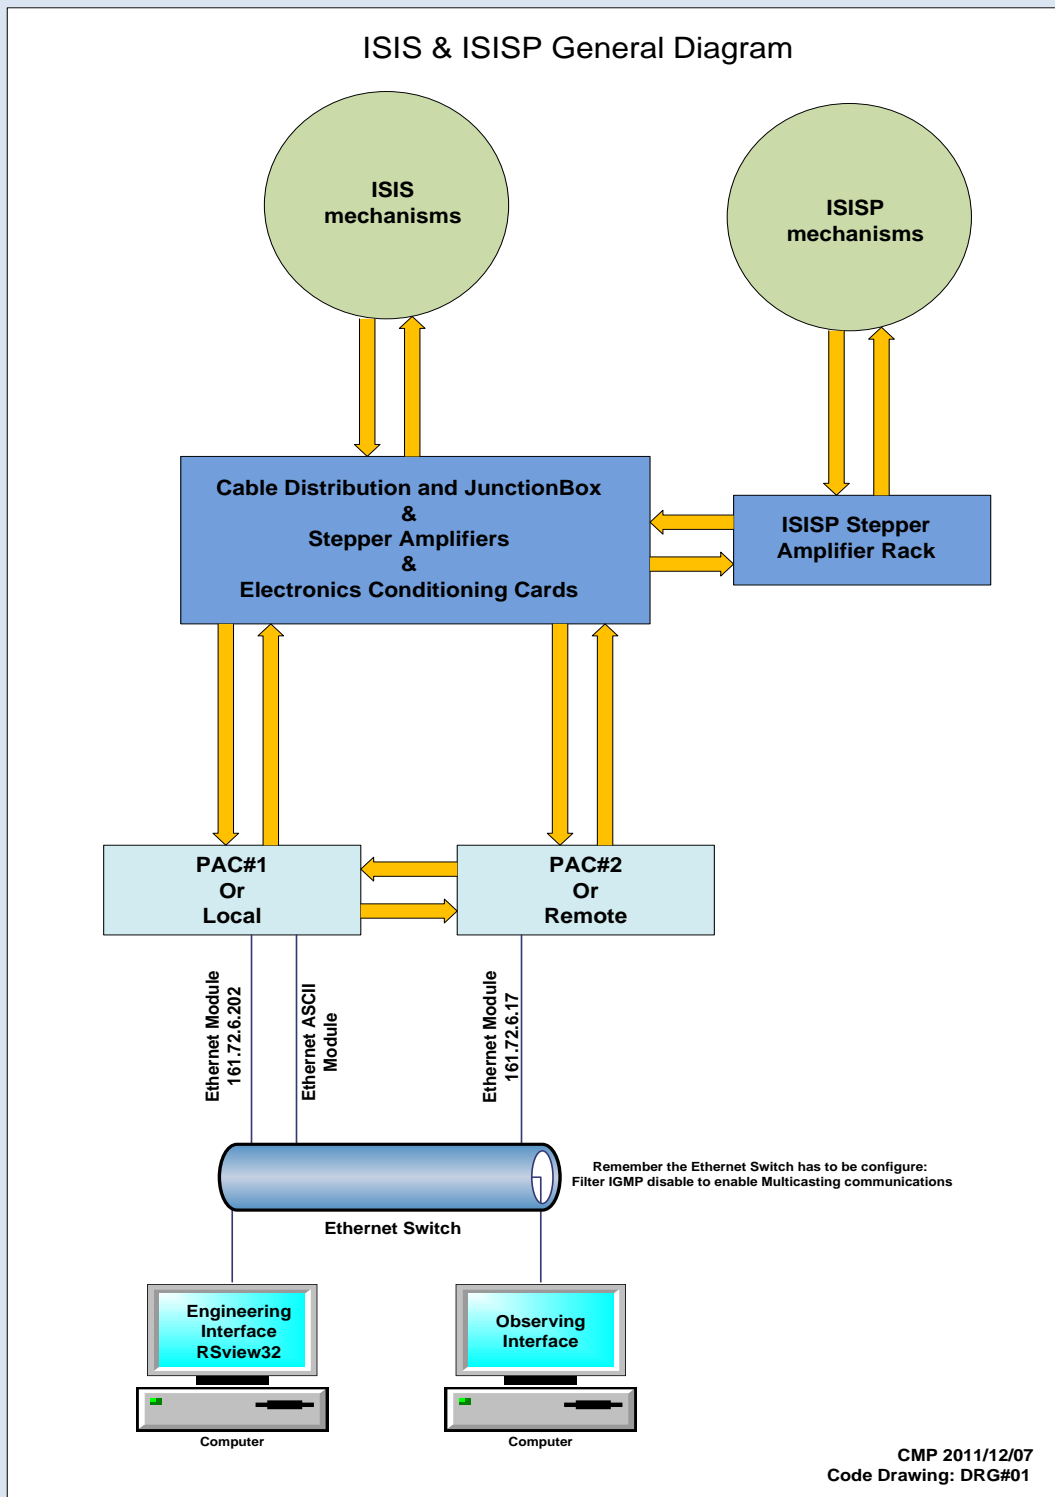 ISIS & ISISP General Diagram
ISIS
mechanisms
ISISP
mechanisms
Cable Distribution and JunctionBox
&
Stepper Amplifiers
&
Electronics Conditioning Cards
ISISP Stepper
Amplifier Rack
PAC#1
Or
Local
PAC#2
Or
Remote
Ethernet Module
161.72.6.202
Ethernet ASCII
Module
Ethernet Module
161.72.6.17
Remember the Ethernet Switch has to be configure:
Filter IGMP disable to enable Multicasting communications
Ethernet Switch
Engineering
Interface
RSview32
Observing
Interface
Computer
Computer
CMP 2011/12/07
Code Drawing: DRG#01